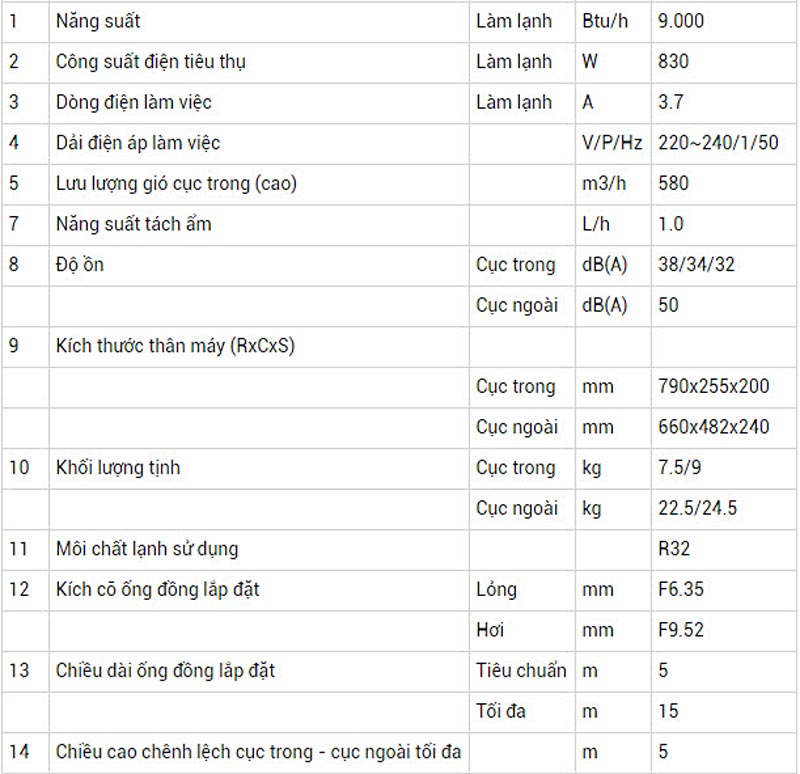 1 Năng suất Làm lạnh Btu/h 9.000
2 Công suất điện tiêu thụ Làm lạnh W 830
3 Dòng điện làm việc Làm lạnh A 3.7
4 Dải điện áp làm việc V/P/Hz 220~240/1/50
5 Lưu lượng gió cục trong (cao) m3/h 580
7 Năng suất tách ẩm L/h 1.0
8 Độ ồn Cục trong dB(A) 38/34/32
Cục ngoài dB(A) 50
9 Kích thước thân máy (RxCxS)
Cục trong mm 790x255x200
Cục ngoài mm 660x482x240
10 Khối lượng tịnh Cục trong kg 7.5/9
Cục ngoài kg 22.5/24.5
11 Môi chất lạnh sử dụng R32
12 Kích cỡ ống đồng lắp đặt Lỏng mm F6.35
Hơi mm F9.52
13 Chiều dài ống đồng lắp đặt Tiêu chuẩn m 5
Tối đa m 15
14 Chiều cao chênh lệch cục trong - cục ngoài tối đa m 5